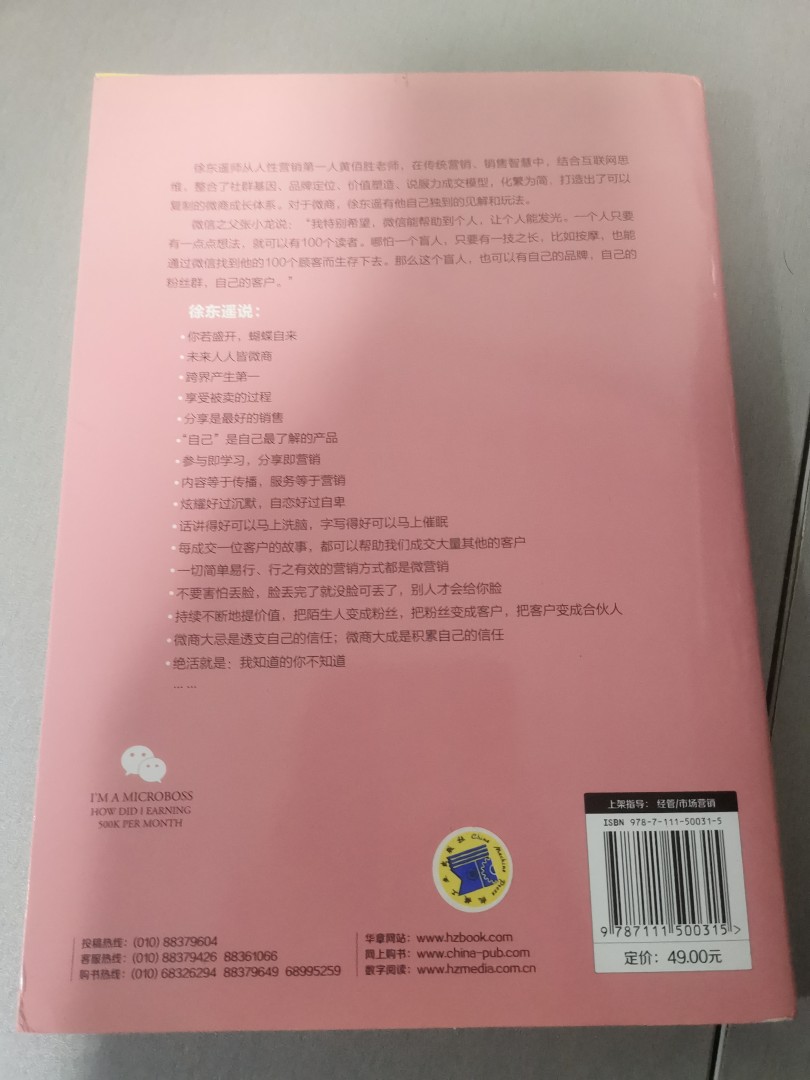 徐东遥师从人性营销第一人黄佰胜老师，在传统营销、销售智慧中，结合互联网思
维，整合了社群基因、品牌定位、价值塑造、说服力成交模型，化繁为简，打造出了可以
复制的微商成长体系。对于微商，徐东遥有他自己独到的见解和玩法。
微信之父张小龙说：“我特别希望，微信能帮助到个人，让个人能发光。一个人只要
有一点点想法，就可以有100个读者。哪怕一个盲人，只要有一技之长，比如按摩，也能
通过微信找到他的100个顾客而生存下去。那么这个盲人，也可以有自己的品牌，自己的
粉丝群，自己的客户。”
徐东遥说：
•你若盛开，蝴蝶自来
•未来人人皆微商
•跨界产生第一
•享受被卖的过程
•分享是最好的销售
•“自己”是自己最了解的产品
•参与即学习，分享即营销
•内容等于传播，服务等于营销
•炫耀好过沉默，自恋好过自卑
•话讲得好可以马上洗脑，字写得好可以马上催眠
•每成交一位客户的故事，都可以帮助我们成交大量其他的客户
•一切简单易行、行之有效的营销方式都是微营销
•不要害怕丢脸，脸丢完了就没脸可丢了，别人才会给你脸
•持续不断地提价值，把陌生人变成粉丝，把粉丝变成客户，把客户变成合伙人
•微商大忌是透支自己的信任；微商大成是积累自己的信任
•绝活就是：我知道的你不知道
……
I'M A MICROBOSS
HOW DID I EARNING
500K PER MONTH
China Machine Press
上架指导：经管/市场营销
ISBN 978-7-111-50031-5
9 787111 500315 >
定价：49.00元
投稿热线：(010) 88379604
客服热线：(010) 88379426 88361066
购书热线：(010) 68326294 88379649 68995259
华章网站：www.hzbook.com
网上购书：www.china-pub.com
数字阅读：www.hzmedia.com.cn